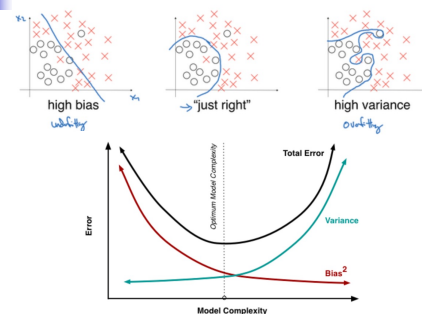 x₂
x₁
high bias
underfitting
→ "just right"
high variance
Overfitting
Error
Optimum Model Complexity
Total Error
Variance
Bias²
Model Complexity